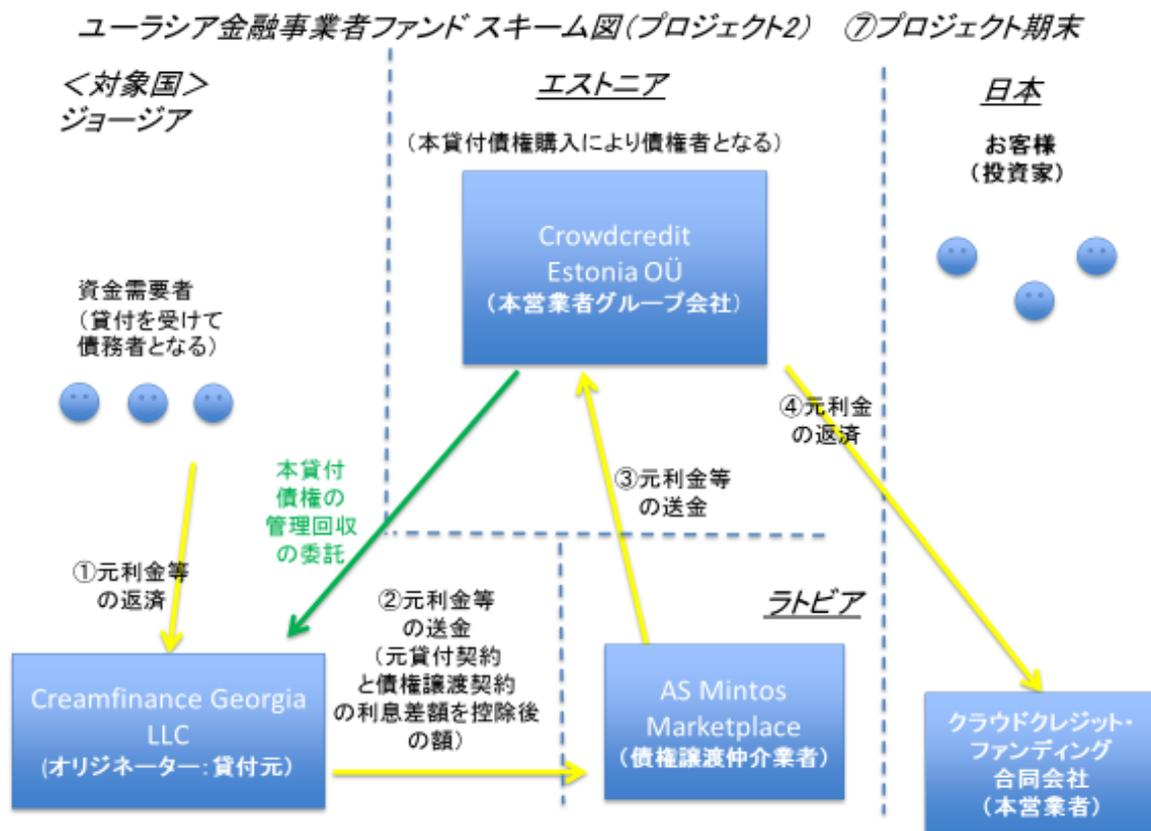 ユーラシア金融事業者ファンド スキーム図(プロジェクト2) ⑦プロジェクト期末
＜対象国＞
ジョージア
エストニア
日本
(本貸付債権購入により債権者となる)
お客様
(投資家)
Crowdcredit
Estonia OÜ
(本営業者グループ会社)
資金需要者
(貸付を受けて
債務者となる)
④元利金
の返済
本貸付
債権の
管理回収
の委託
③元利金等
の送金
①元利金等
の返済
②元利金等
の送金
(元貸付契約
と債権譲渡契約
の利息差額を控除後
の額)
ラトビア
Creamfinance Georgia
LLC
(オリジネーター：貸付元)
AS Mintos
Marketplace
(債権譲渡仲介業者)
クラウドクレジット・
ファンディング
合同会社
(本営業者)